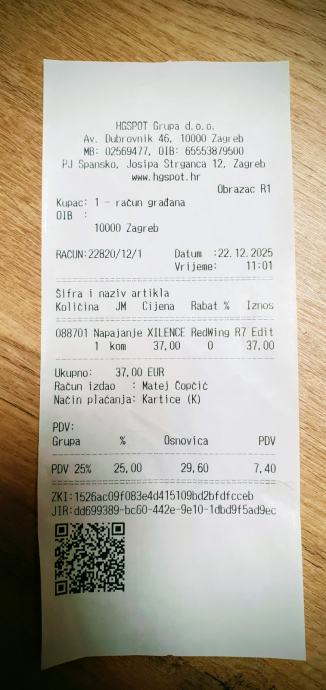 HGSPOT Grupa d.o.o.
Av. Dubrovnik 46, 10000 Zagreb
MB: 02569477, OIB: 65553879500
PJ Spansko, Josipa Strganca 12, Zagreb
www.hgspot.hr
Obrazac R1
Kupac: 1 - račun građana
OIB :
10000 Zagreb
RACUN:22820/12/1 Datum :22.12.2025
Vrijeme: 11:01
Šifra i naziv artikla
Količina JM Cijena Rabat % Iznos
088701 Napajanje XILENCE RedWing R7 Edit
1 kom 37,00 0 37,00
Ukupno: 37,00 EUR
Račun izdao : Matej Čopčić
Način plaćanja: Kartice (K)
PDV:
Grupa % Osnovica PDV
PDV 25% 25,00 29,60 7,40
ZKI:1526ac09f083e4d415109bd2bfdfcceb
JIR:dd699389-bc60-442e-9e10-1dbd9f5ad9ec